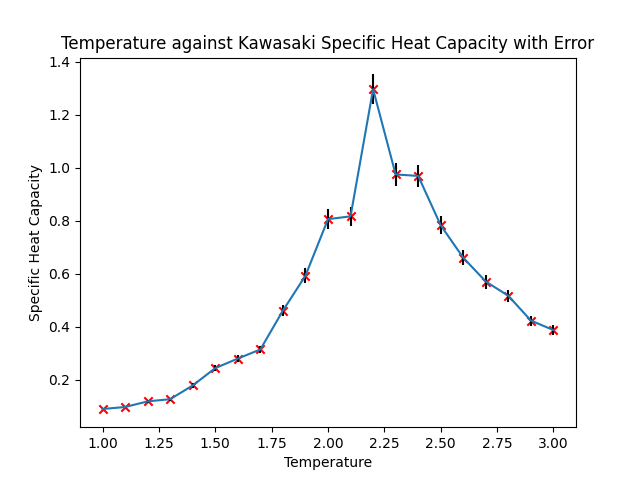 Temperature against Kawasaki Specific Heat Capacity with Error
1.4
1.2
1.0
0.8
0.6
0.4
0.2
Specific Heat Capacity
1.00 1.25 1.50 1.75 2.00 2.25 2.50 2.75 3.00
Temperature